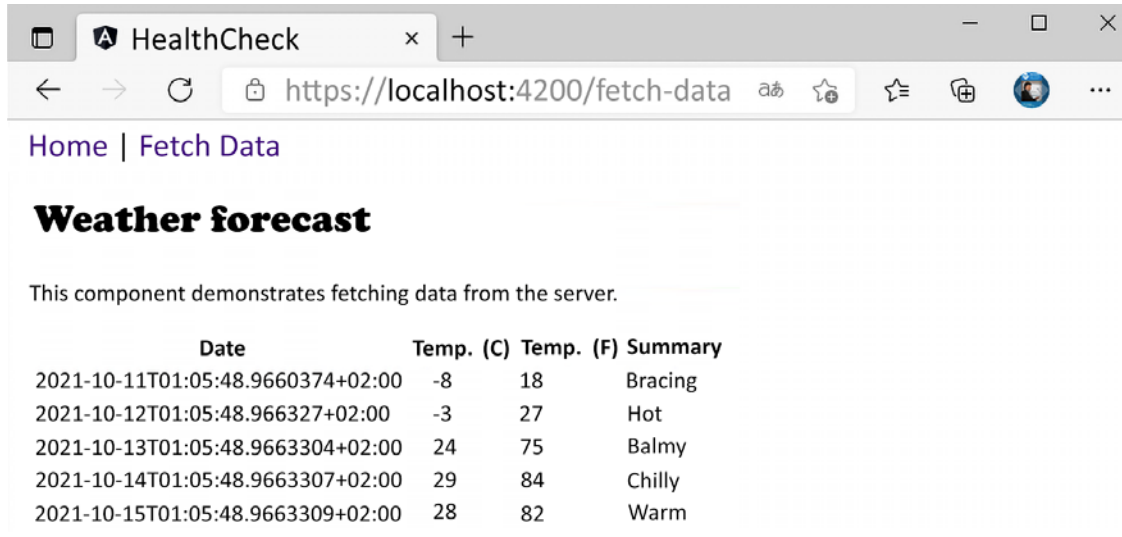 HealthCheck
https://localhost:4200/fetch-data aあ
Home | Fetch Data
Weather forecast
This component demonstrates fetching data from the server.
Date Temp. (C) Temp. (F) Summary
2021-10-11T01:05:48.9660374+02:00 -8 18 Bracing
2021-10-12T01:05:48.966327+02:00 -3 27 Hot
2021-10-13T01:05:48.9663304+02:00 24 75 Balmy
2021-10-14T01:05:48.9663307+02:00 29 84 Chilly
2021-10-15T01:05:48.9663309+02:00 28 82 Warm